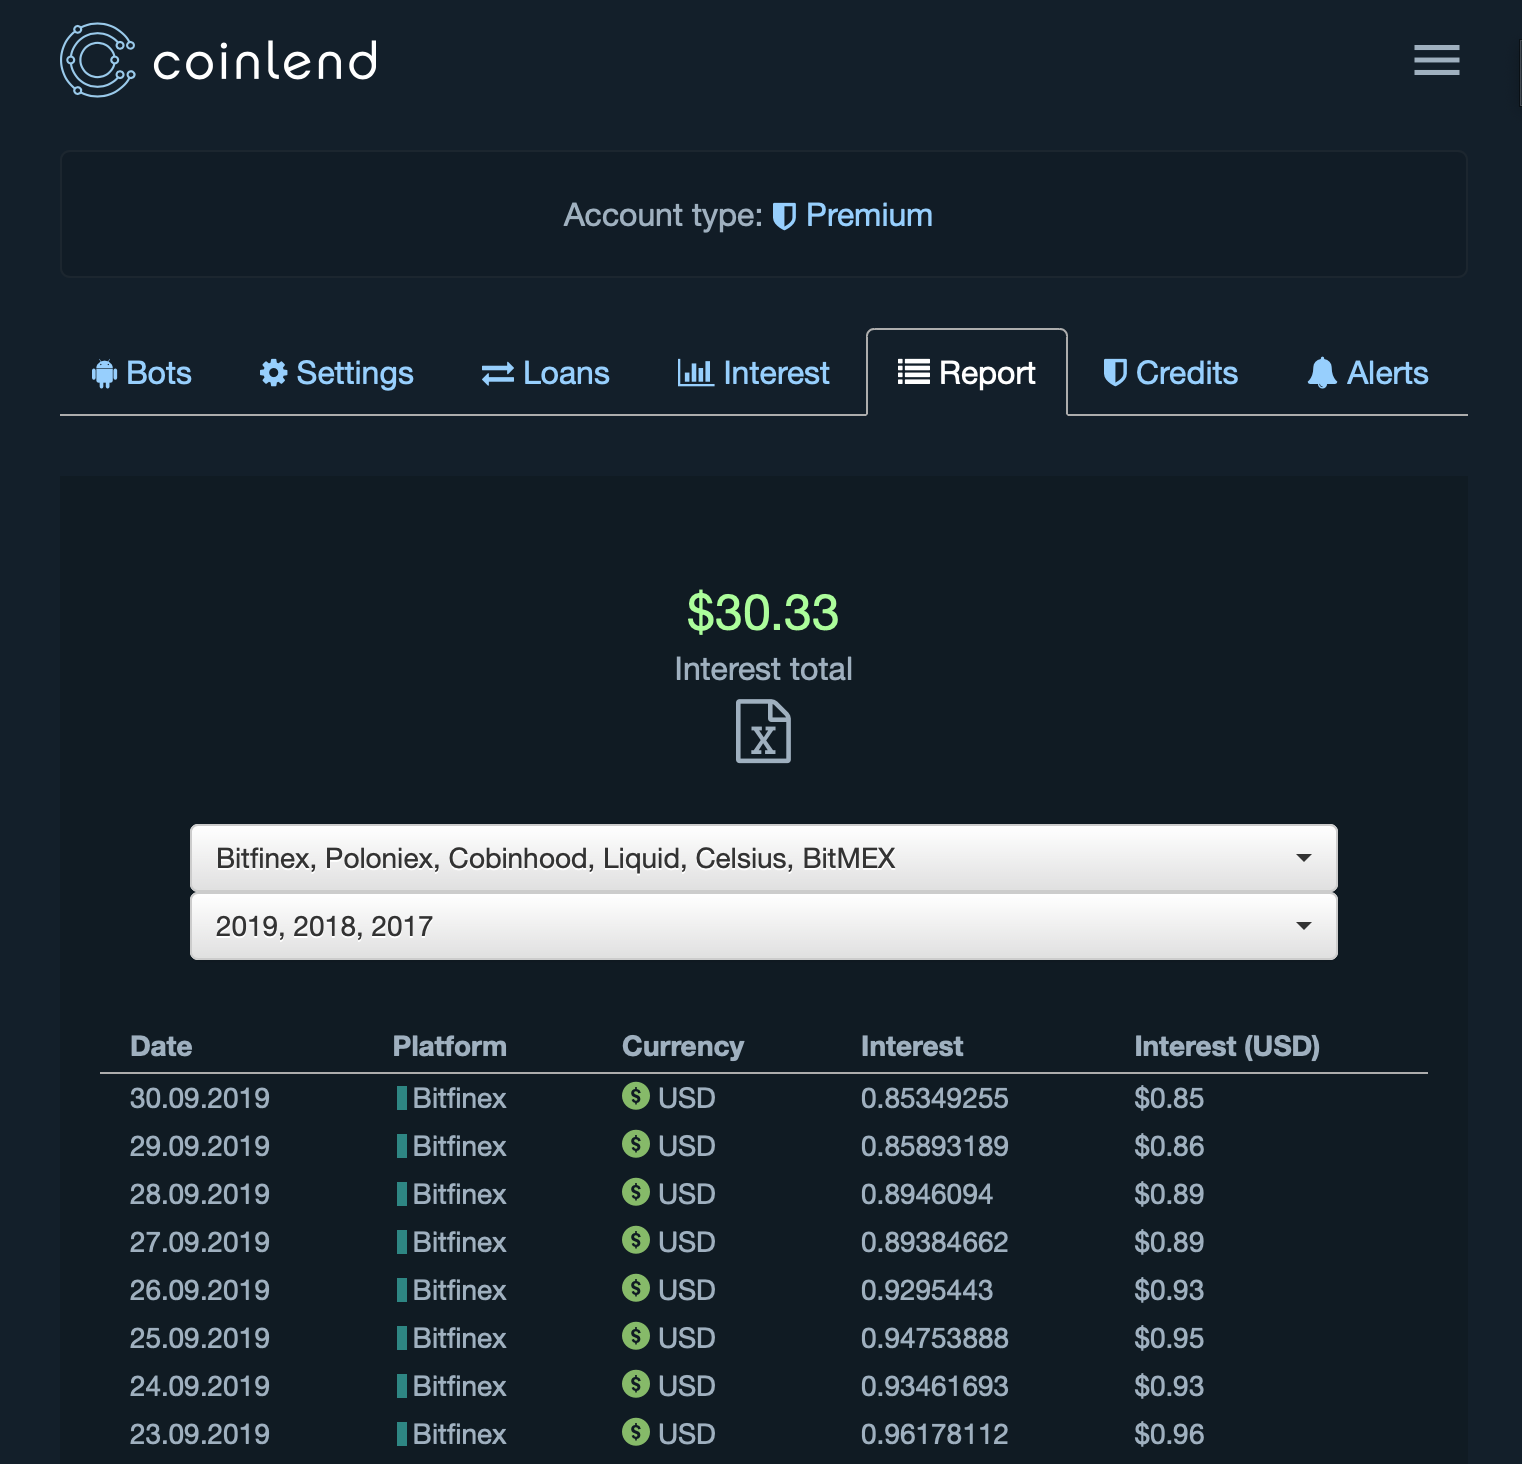 coinlend
Account type: Premium
Bots Settings Loans Interest Report Credits Alerts
$30.33
Interest total
X
Bitfinex, Poloniex, Cobinhood, Liquid, Celsius, BitMEX
2019, 2018, 2017
Date Platform Currency Interest Interest (USD)
30.09.2019 Bitfinex $ USD 0.85349255 $0.85
29.09.2019 Bitfinex $ USD 0.85893189 $0.86
28.09.2019 Bitfinex $ USD 0.8946094 $0.89
27.09.2019 Bitfinex $ USD 0.89384662 $0.89
26.09.2019 Bitfinex $ USD 0.9295443 $0.93
25.09.2019 Bitfinex $ USD 0.94753888 $0.95
24.09.2019 Bitfinex $ USD 0.93461693 $0.93
23.09.2019 Bitfinex $ USD 0.96178112 $0.96